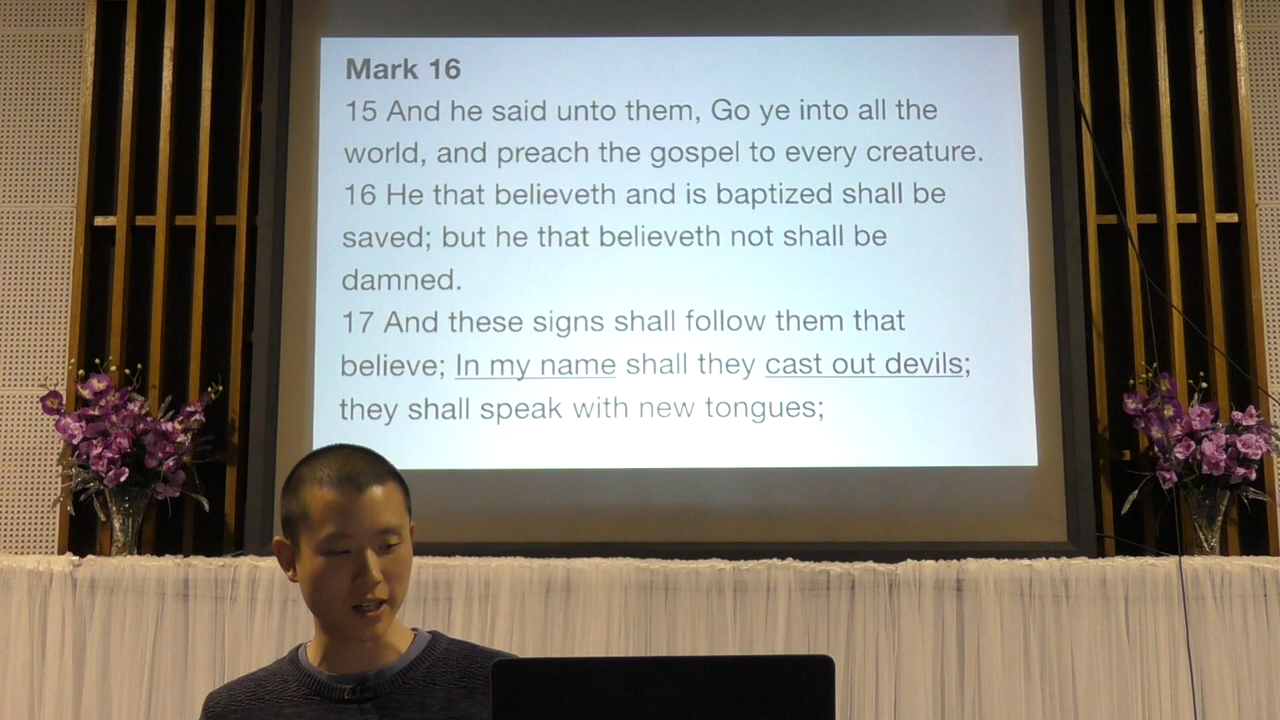 Mark 16
15 And he said unto them, Go ye into all the
world, and preach the gospel to every creature.
16 He that believeth and is baptized shall be
saved; but he that believeth not shall be
damned.
17 And these signs shall follow them that
believe; In my name shall they cast out devils;
they shall speak with new tongues;